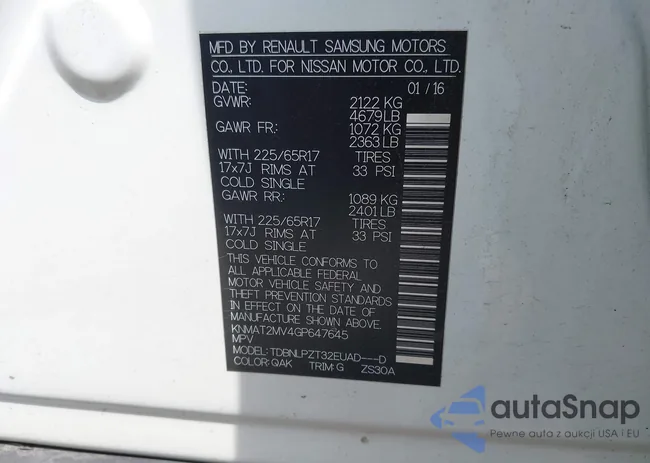 MFD BY RENAULT SAMSUNG MOTORS
CO., LTD. FOR NISSAN MOTOR CO., LTD.
DATE: 01 / 16
GVWR: 2122 KG
4679 LB
GAWR FR: 1072 KG
2363 LB
WITH 225/65R17 TIRES
17x7J RIMS AT 33 PSI
COLD SINGLE
GAWR RR: 1089 KG
2401 LB
WITH 225/65R17 TIRES
17x7J RIMS AT 33 PSI
COLD SINGLE
THIS VEHICLE CONFORMS TO
ALL APPLICABLE FEDERAL
MOTOR VEHICLE SAFETY AND
THEFT PREVENTION STANDARDS
IN EFFECT ON THE DATE OF
MANUFACTURE SHOWN ABOVE.
KNMAT2MV4GP647645
MPV
MODEL: TDBNLPZT32EUAD---D
COLOR: QAK TRIM: G ZS30A
autaSnap
Pewne auta z aukcji USA i EU